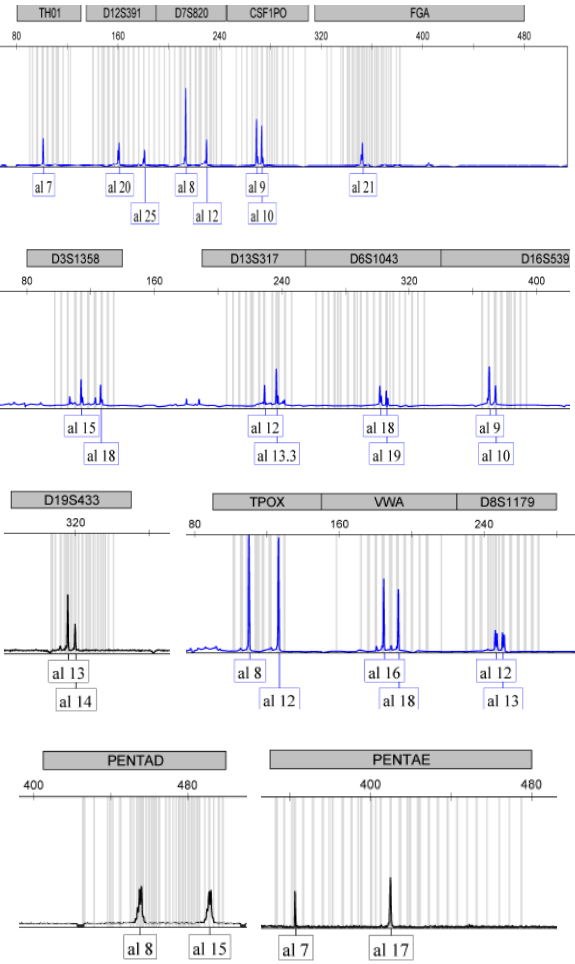 TH01 D12S391 D7S820 CSF1PO FGA
80 160 240 320 400 480
al 7 al 20 al 8 al 9 al 21
al 25 al 12 al 10
D3S1358 D13S317 D6S1043 D16S539
80 160 240 320 400
al 15 al 12 al 18 al 9
al 18 al 13.3 al 19 al 10
D19S433 TPOX VWA D8S1179
320 80 160 240
al 13 al 8 al 16 al 12
al 14 al 12 al 18 al 13
PENTAD PENTAE
400 480 400 480
al 8 al 15 al 7 al 17